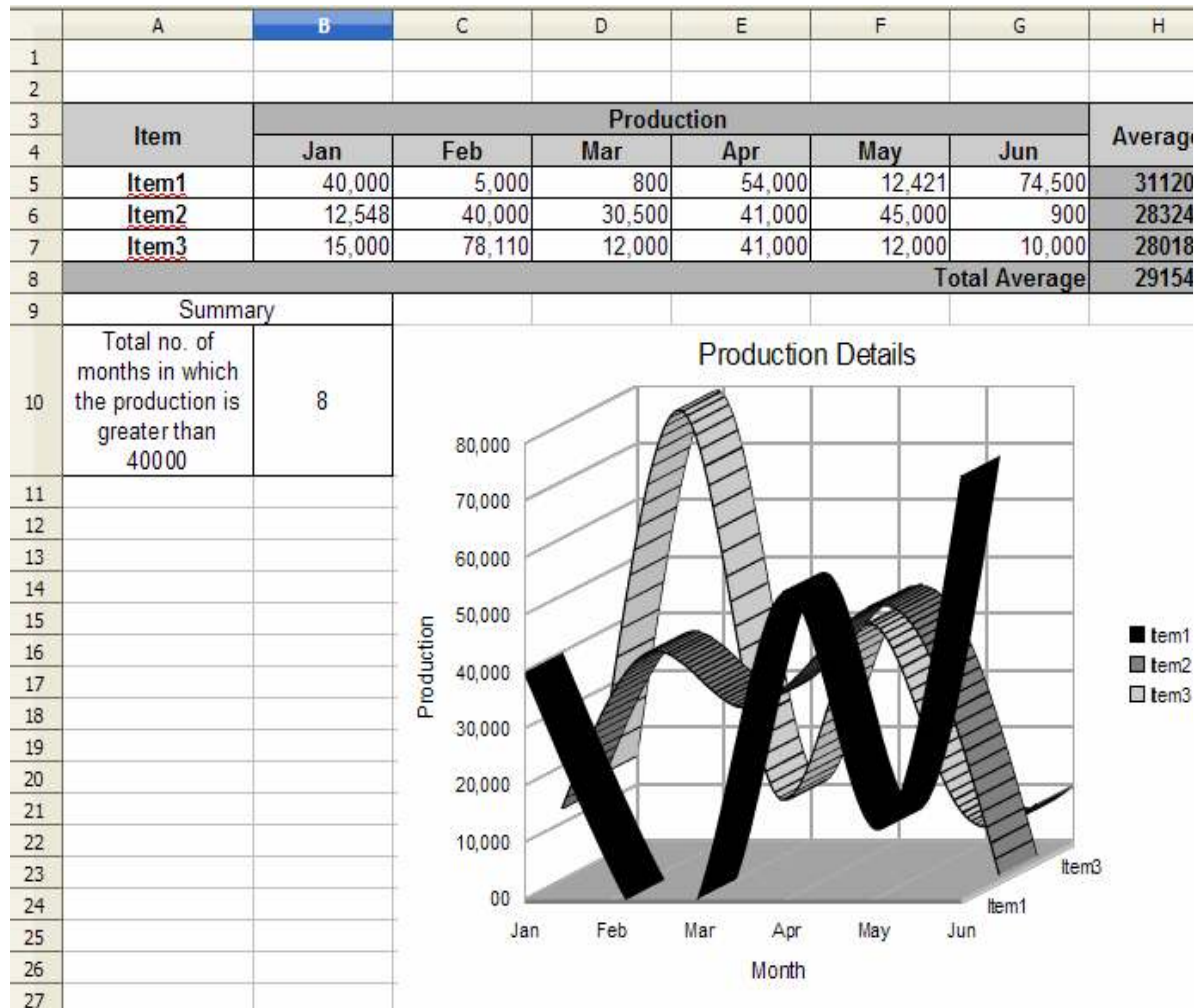 A B C D E F G H
1
2
3 Item Production Average
4 Jan Feb Mar Apr May Jun
5 Item1 40,000 5,000 800 54,000 12,421 74,500 31120
6 Item2 12,548 40,000 30,500 41,000 45,000 900 28324
7 Item3 15,000 78,110 12,000 41,000 12,000 10,000 28018
8 Total Average 29154
9 Summary
10 Total no. of
months in which
the production is
greater than
40000
8
11
12
13
14
15
16
17
18
19
20
21
22
23
24
25
26
27
Production Details
Production
80,000
70,000
60,000
50,000
40,000
30,000
20,000
10,000
00
Jan Feb Mar Apr May Jun
Month
Item1
Item3
Item1
Item2
Item3